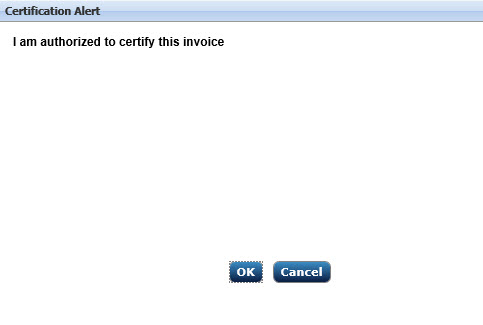 Certification Alert
I am authorized to certify this invoice
OK Cancel